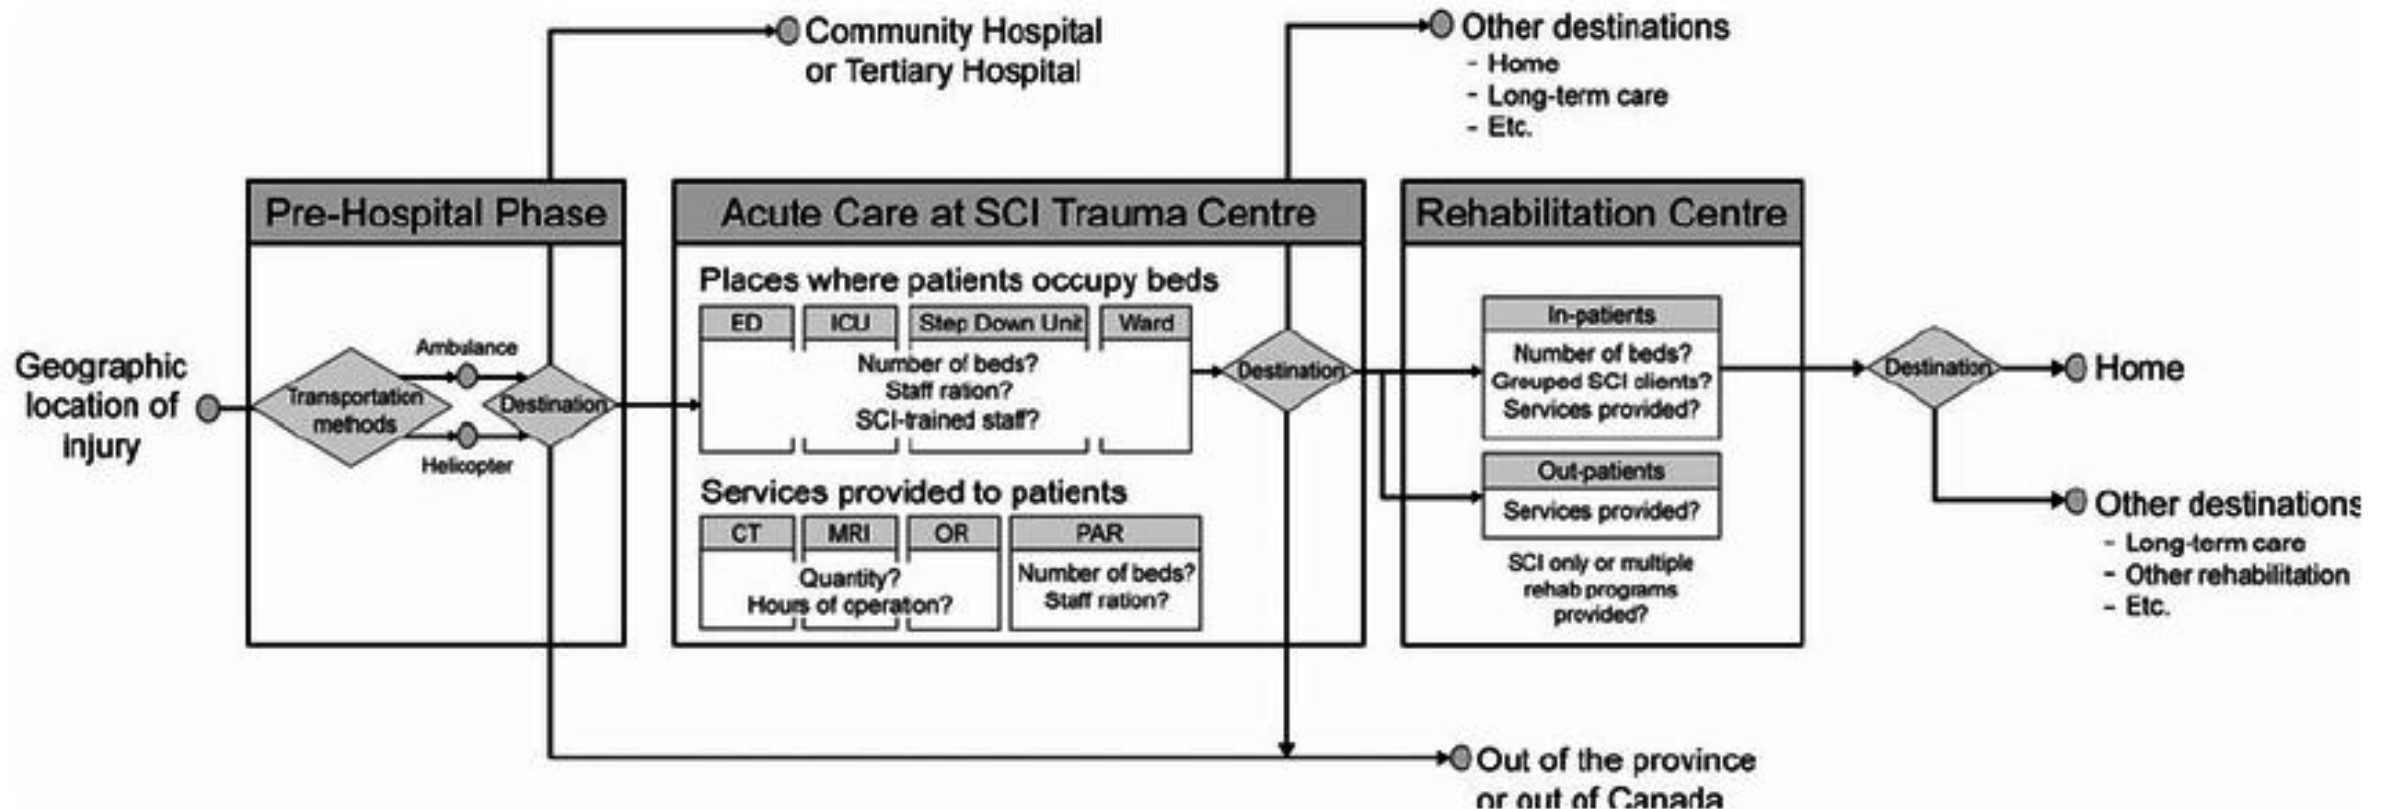 Community Hospital
or Tertiary Hospital
Other destinations
- Home
- Long-term care
- Etc.
Pre-Hospital Phase
Acute Care at SCI Trauma Centre
Rehabilitation Centre
Geographic
location of
injury
Transportation
methods
Ambulance
Helicopter
Destination
Places where patients occupy beds
ED
ICU
Step Down Unit
Ward
Number of beds?
Staff ration?
SCI-trained staff?
Services provided to patients
CT
MRI
OR
PAR
Quantity?
Hours of operation?
Number of beds?
Staff ration?
Destination
In-patients
Number of beds?
Grouped SCI clients?
Services provided?
Out-patients
Services provided?
SCI only or multiple
rehab programs
provided?
Destination
Home
Other destinations
- Long-term care
- Other rehabilitation
- Etc.
Out of the province
or out of Canada